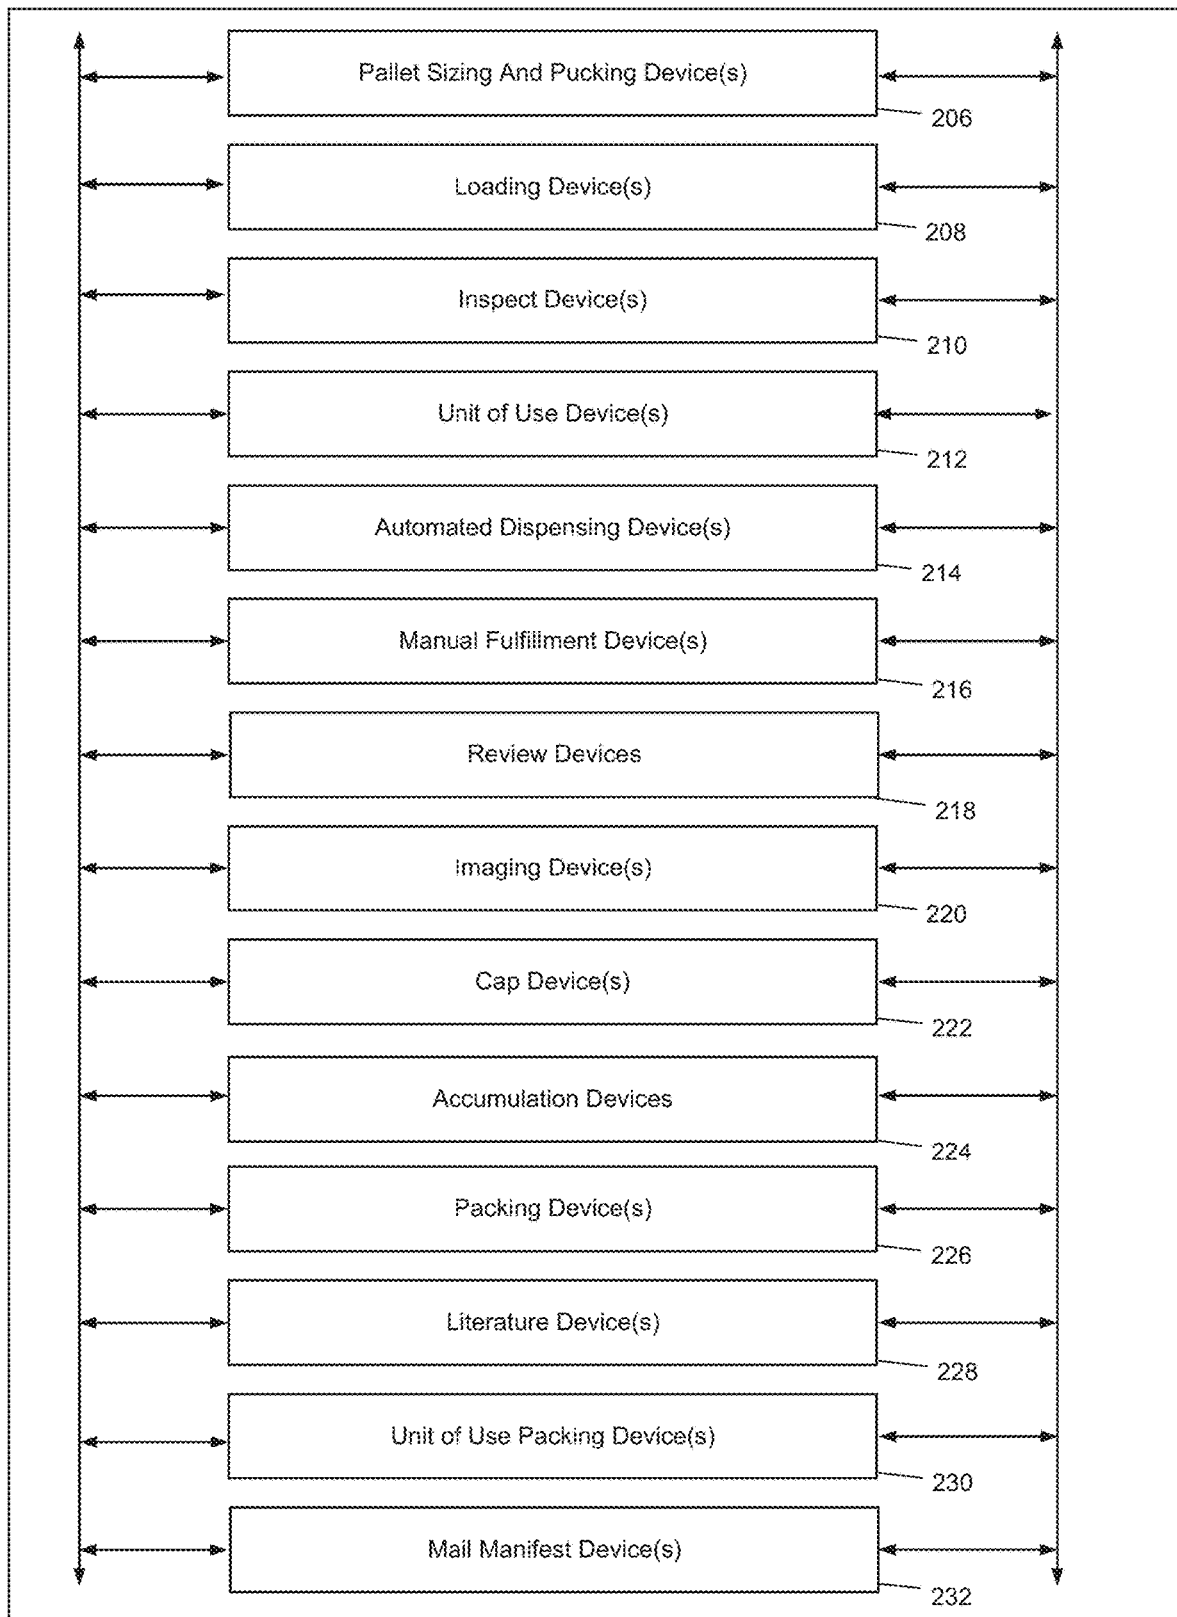 Pallet Sizing And Pucking Device(s)
206
Loading Device(s)
208
Inspect Device(s)
210
Unit of Use Device(s)
212
Automated Dispensing Device(s)
214
Manual Fulfillment Device(s)
216
Review Devices
218
Imaging Device(s)
220
Cap Device(s)
222
Accumulation Devices
224
Packing Device(s)
226
Literature Device(s)
228
Unit of Use Packing Device(s)
230
Mail Manifest Device(s)
232